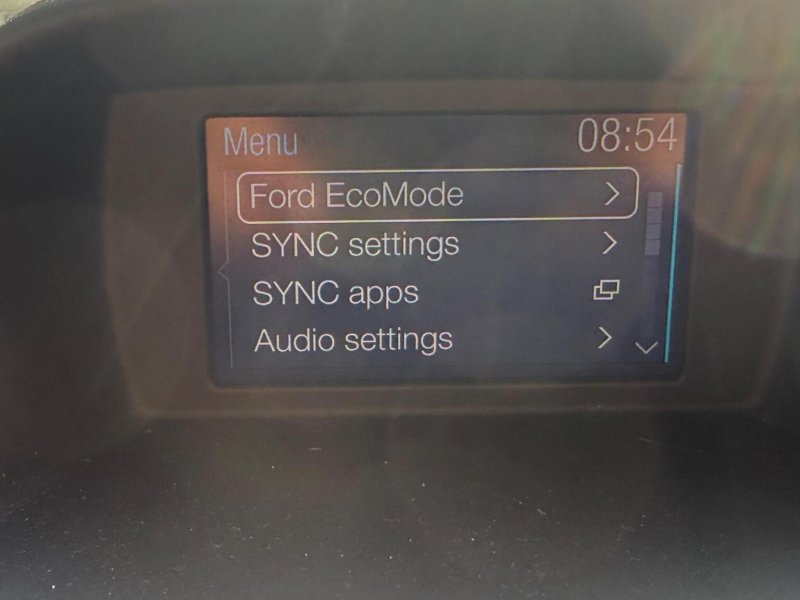 Menu 08:54
Ford EcoMode
SYNC settings
SYNC apps
Audio settings